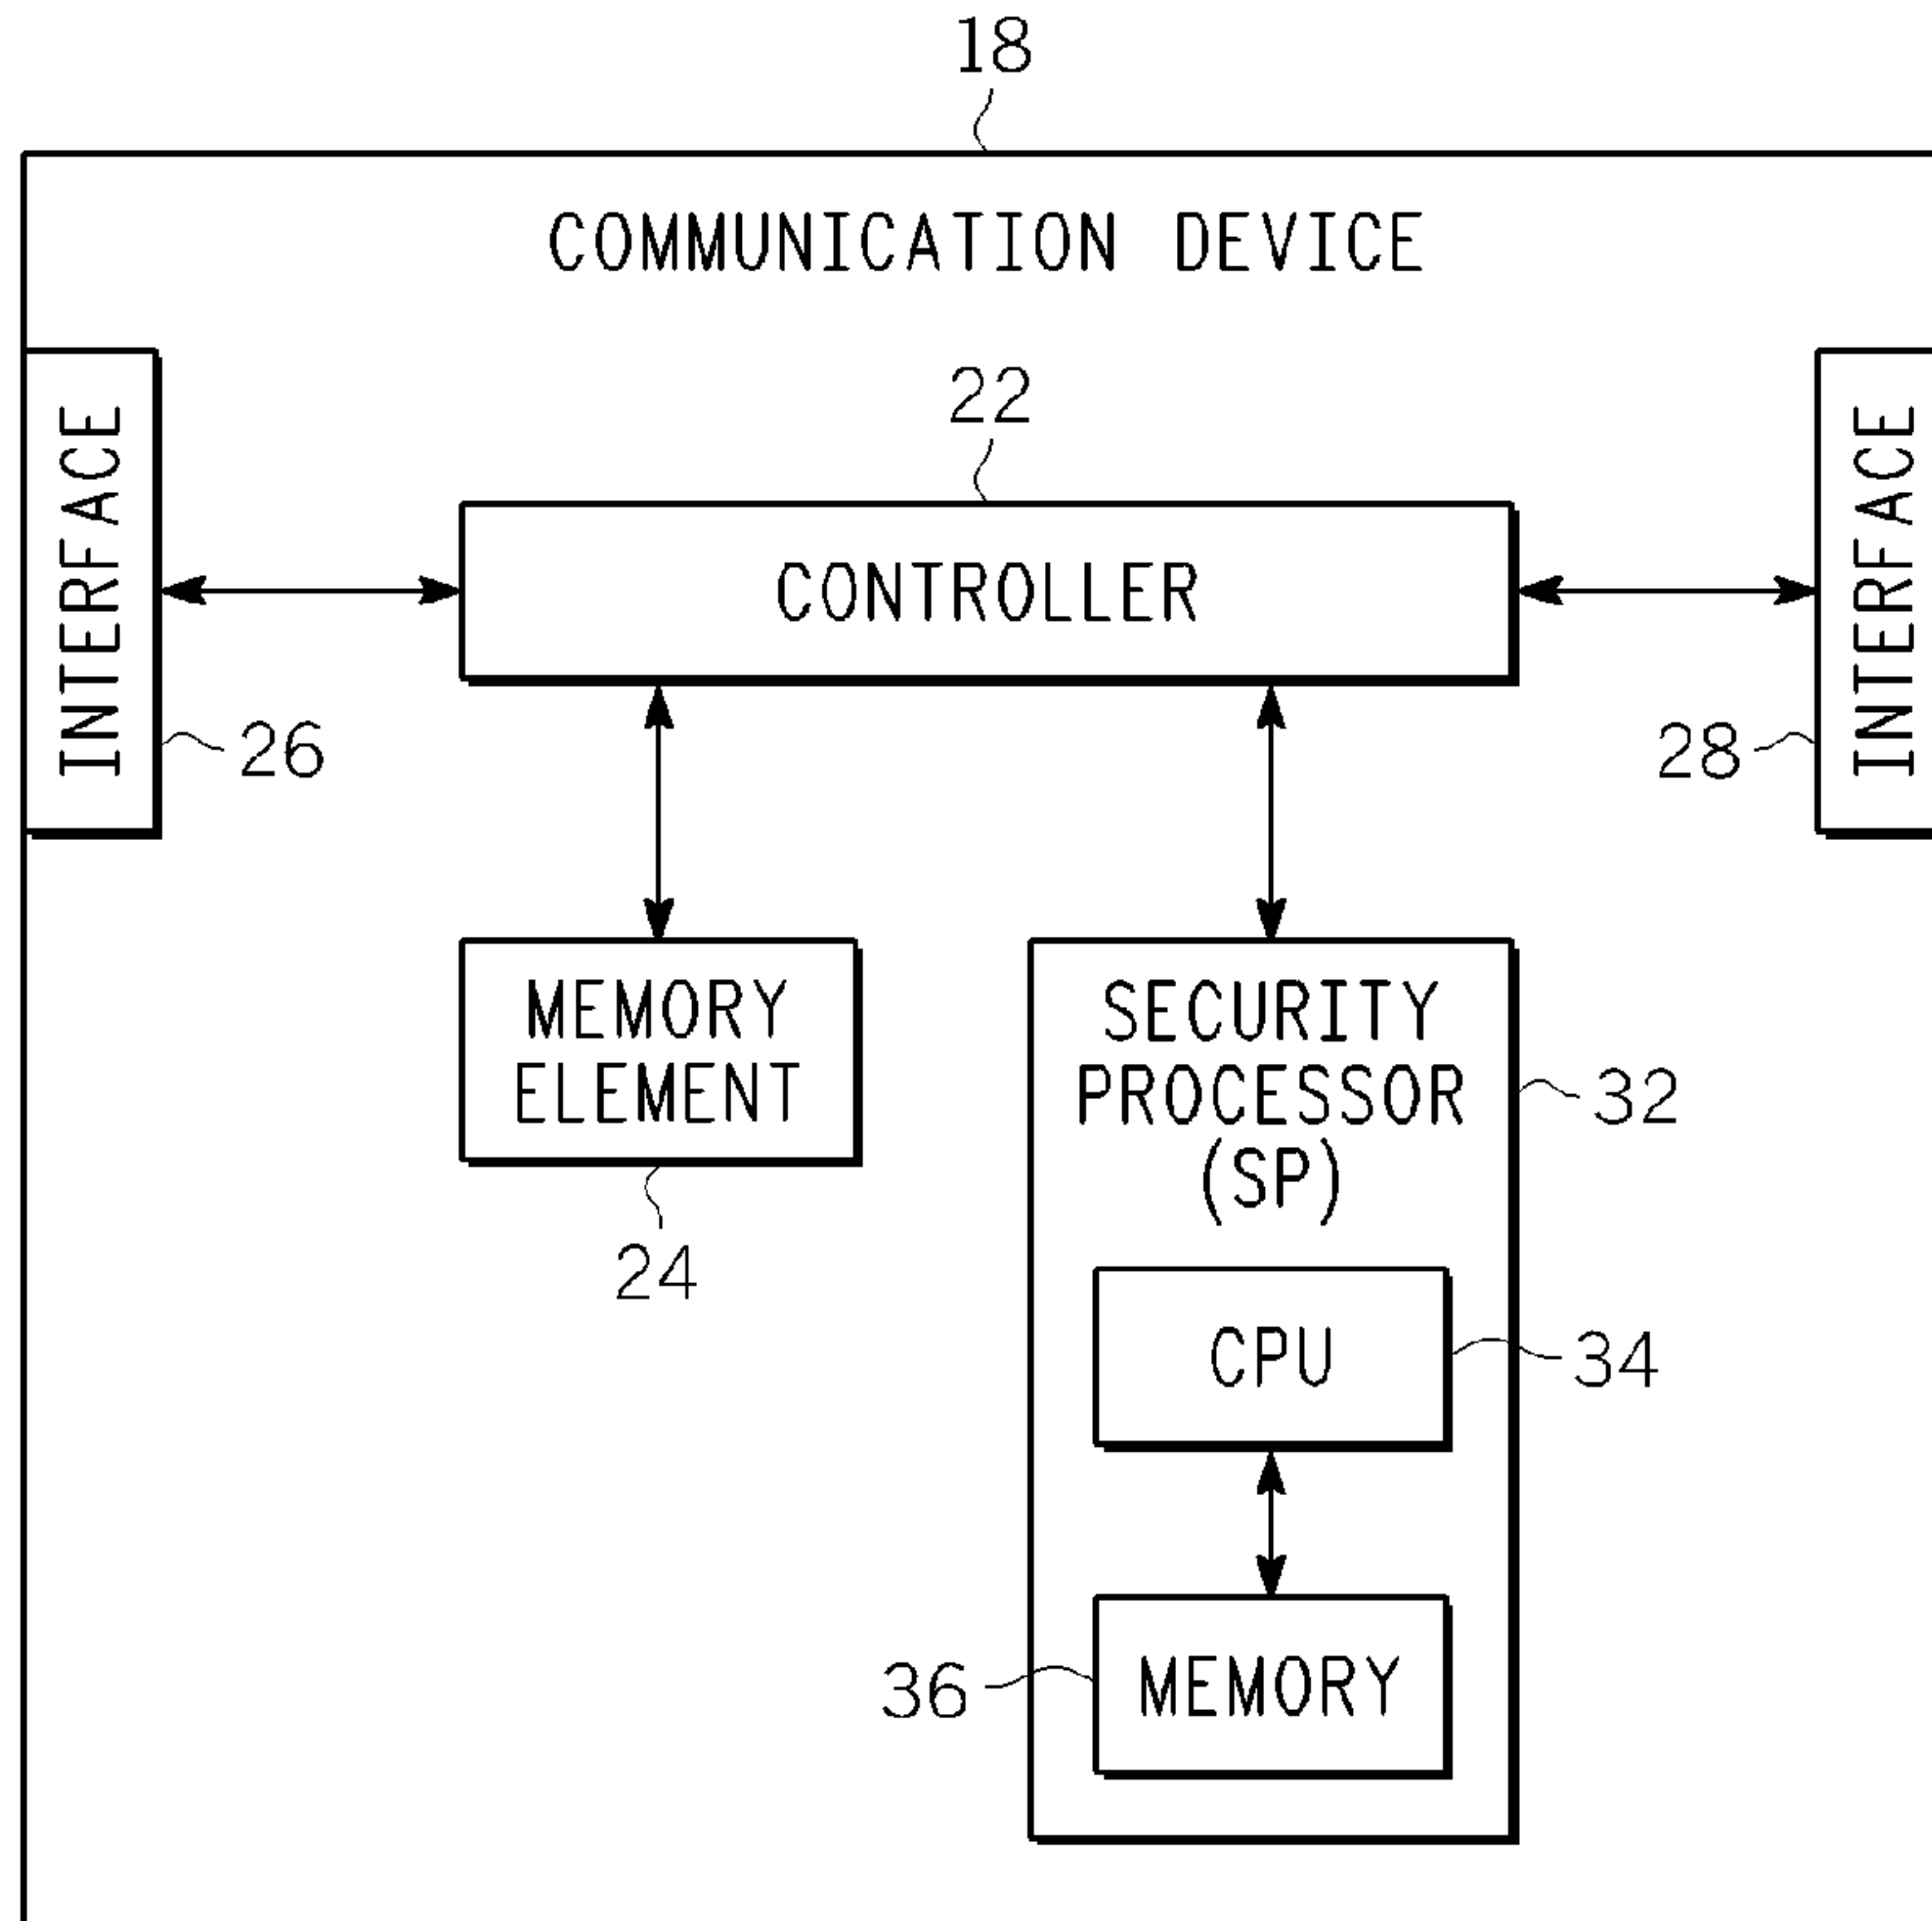 18
COMMUNICATION DEVICE
22
INTERFACE
CONTROLLER
INTERFACE
26
28
MEMORY
ELEMENT
24
SECURITY
PROCESSOR
(SP)
32
CPU
34
36
MEMORY